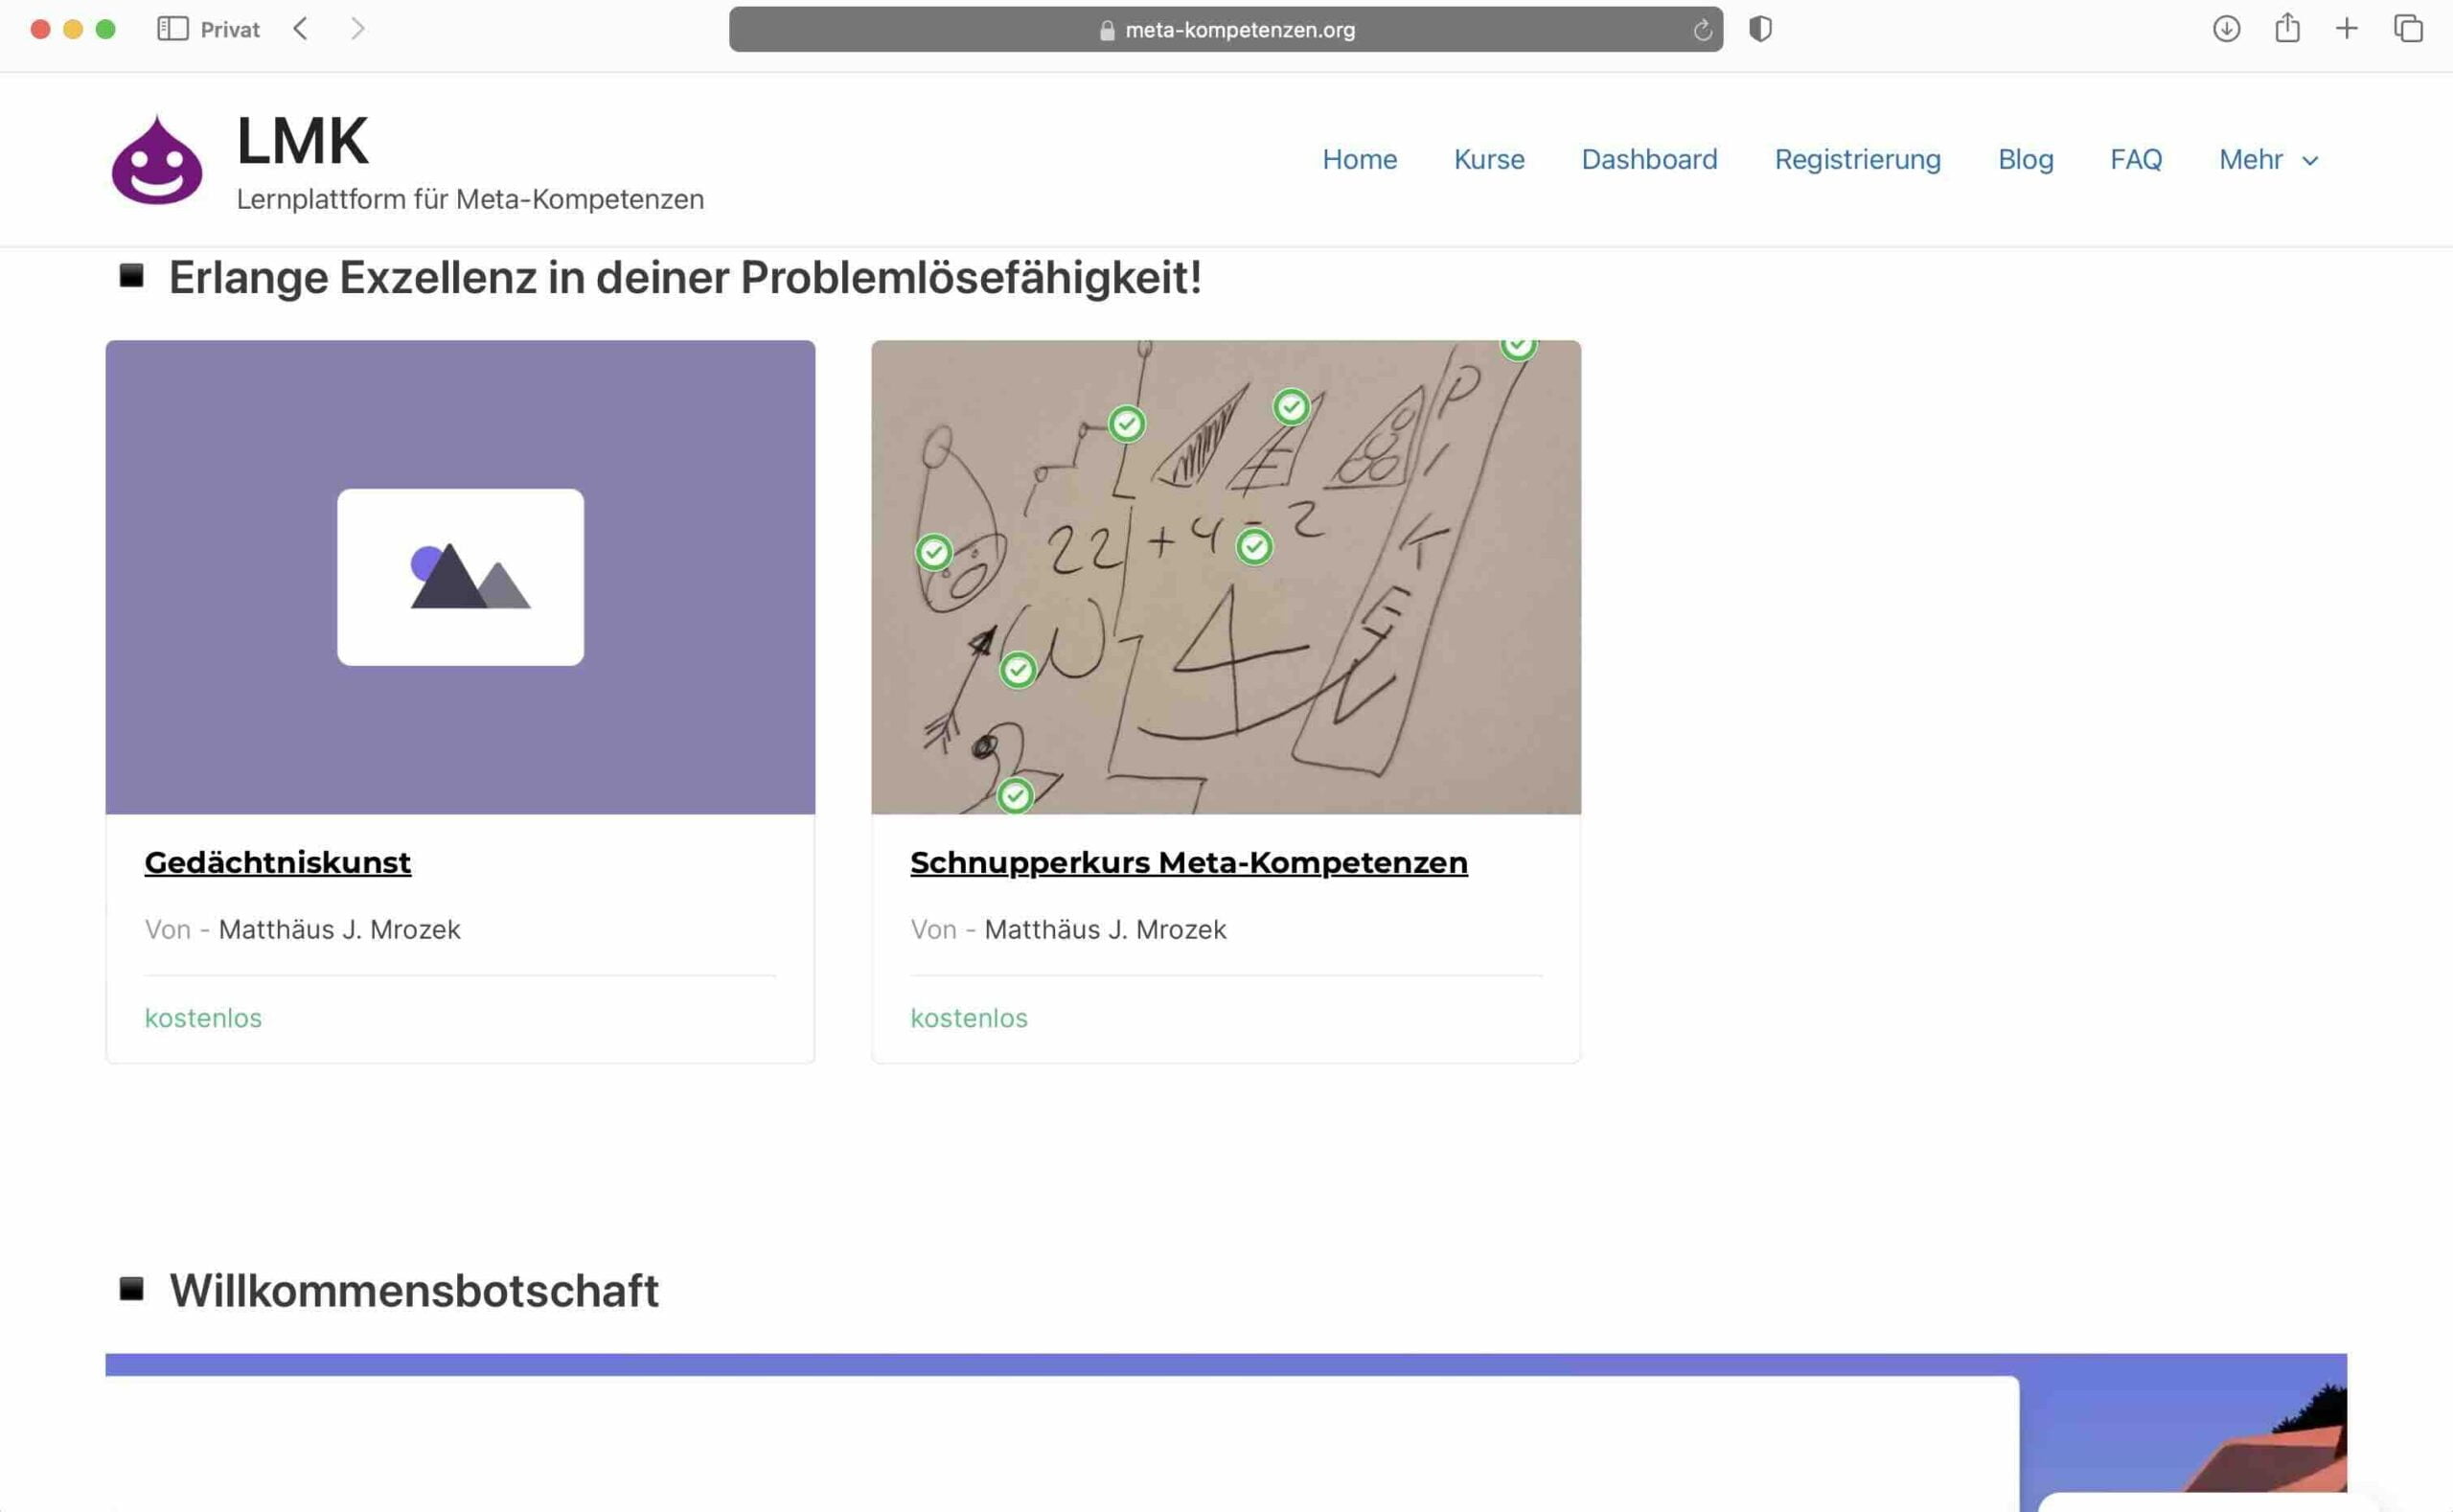 Privat
meta-kompetenzen.org
LMK
Lernplattform für Meta-Kompetenzen
Home Kurse Dashboard Registrierung Blog FAQ Mehr
Erlange Exzellenz in deiner Problemlösefähigkeit!
22 + 4 = 2
PIKEL
Gedächtniskunst
Von - Matthäus J. Mrozek
kostenlos
Schnupperkurs Meta-Kompetenzen
Von - Matthäus J. Mrozek
kostenlos
Willkommensbotschaft